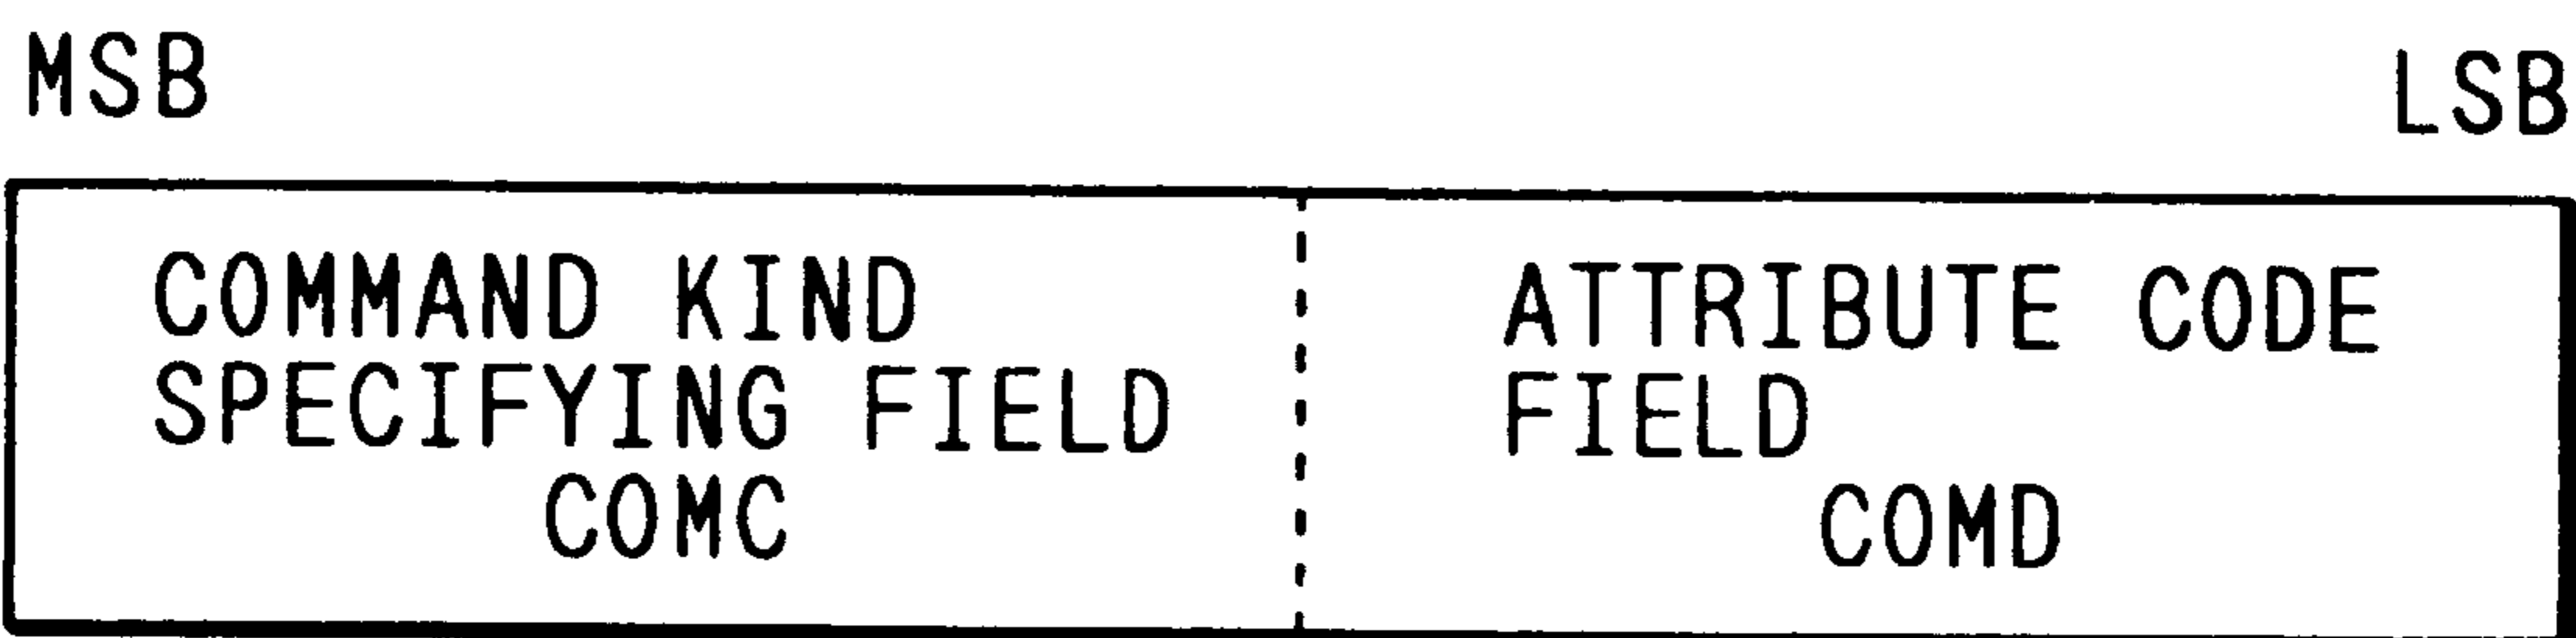 MSB LSB
COMMAND KIND
SPECIFYING FIELD
COMC
ATTRIBUTE CODE
FIELD
COMD